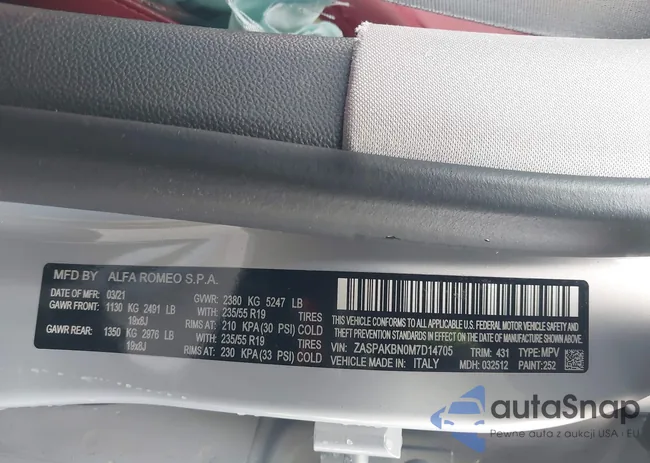 MFD BY ALFA ROMEO S.P.A.
DATE OF MFR: 03/21 GVWR: 2380 KG 5247 LB
GAWR FRONT: 1130 KG 2491 LB WITH: 235/55 R19 TIRES
19x8J RIMS AT: 210 KPA (30 PSI) COLD
GAWR REAR: 1350 KG 2976 LB WITH: 235/55 R19 TIRES
19x8J RIMS AT: 230 KPA (33 PSI) COLD
THIS VEHICLE CONFORMS TO ALL APPLICABLE U.S. FEDERAL MOTOR VEHICLE
SAFETY, BUMPER, AND
THEFT PREVENTION STANDARDS IN EFFECT ON THE DATE OF MANUFACTURE
SHOWN ABOVE.
VIN: ZASPAKBN0M7D14705 TRIM: 431 TYPE: MPV
VEHICLE MADE IN: ITALY MDH: 032512 PAINT: 252
autoSnap
Pewne auta z aukcji USA i EU